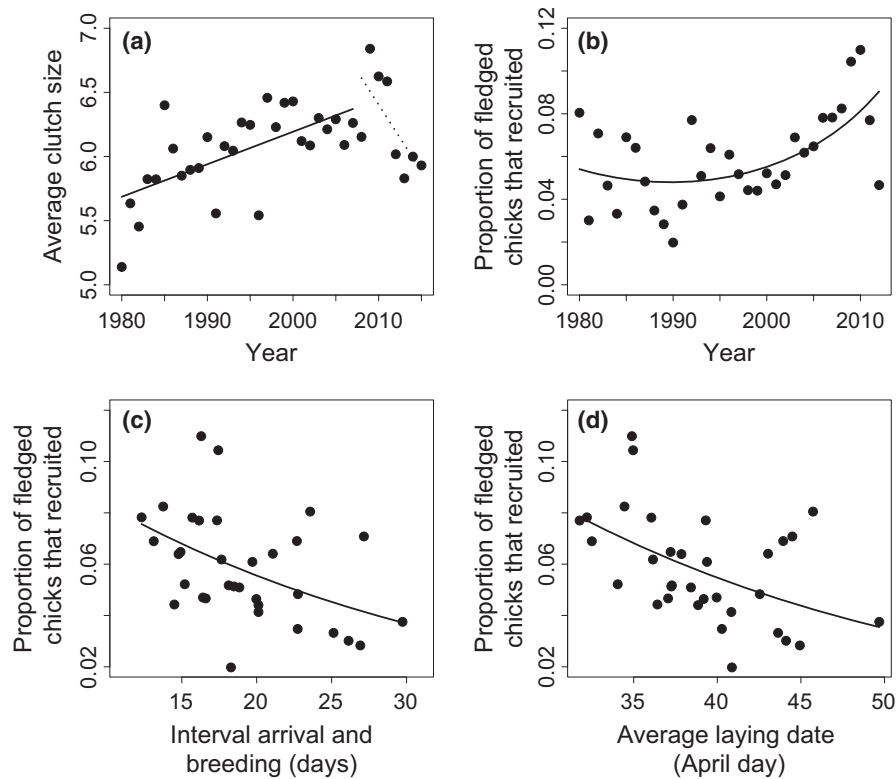 (a)
Average clutch size
7.0
6.5
6.0
5.5
5.0
1980
1990
2000
2010
Year
(b)
Proportion of fledged
chicks that recruited
0.12
0.08
0.04
0.00
1980
1990
2000
2010
Year
(c)
Proportion of fledged
chicks that recruited
0.10
0.06
0.02
15
20
25
30
Interval arrival and
breeding (days)
(d)
Proportion of fledged
chicks that recruited
0.10
0.06
0.02
35
40
45
50
Average laying date
(April day)